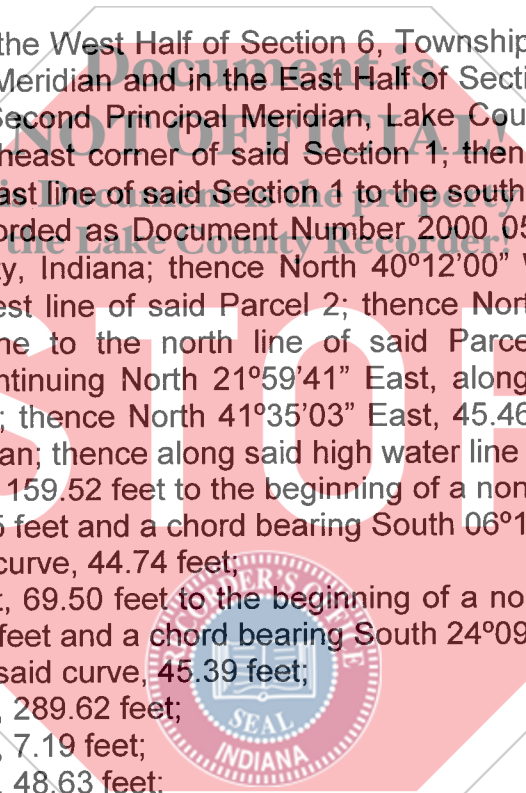 the West Half of Section 6, Township
Meridian and in the East Half of Secti
Second Principal Meridian, Lake Cou
heast corner of said Section 1; then
ast line of said Section 1 to the south
orded as Document Number 2000 05
ty, Indiana; thence North 40º12’00”
est line of said Parcel 2; thence Nort
ne to the north line of said Parce
ntinuing North 21º59’41” East, along
; thence North 41º35’03” East, 45.46
an; thence along said high water line
159.52 feet to the beginning of a non
feet and a chord bearing South 06º1
curve, 44.74 feet;
, 69.50 feet to the beginning of a no
feet and a chord bearing South 24º09
said curve, 45.39 feet;
, 289.62 feet;
, 7.19 feet;
, 48.63 feet;
Document is
NOT OFFICIAL!
This Document is the property of
the Lake County Recorder!
STOP
RECORDER'S OFFICE
SEAL
INDIANA